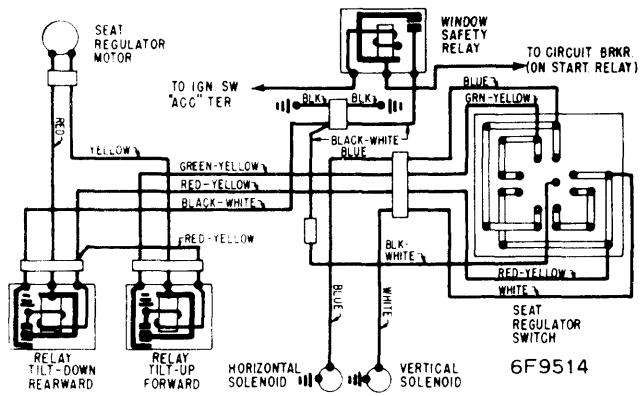 SEAT
REGULATOR
MOTOR
WINDOW
SAFETY
RELAY
TO CIRCUIT BRKR.
(ON START. RELAY)
TO IGN SW
"ACC" TER
BLK
BLK
BLUE
GRN-YELLOW
RED
YELLOW
BLACK-WHITE
BLUE
GREEN-YELLOW
RED-YELLOW
BLACK-WHITE
RED-YELLOW
BLK-
WHITE
RED-YELLOW
WHITE
BLUE
WHITE
SEAT
REGULATOR
SWITCH
RELAY
TILT-DOWN
REARWARD
RELAY
TILT-UP
FORWARD
HORIZONTAL
SOLENOID
VERTICAL
SOLENOID
6F9514